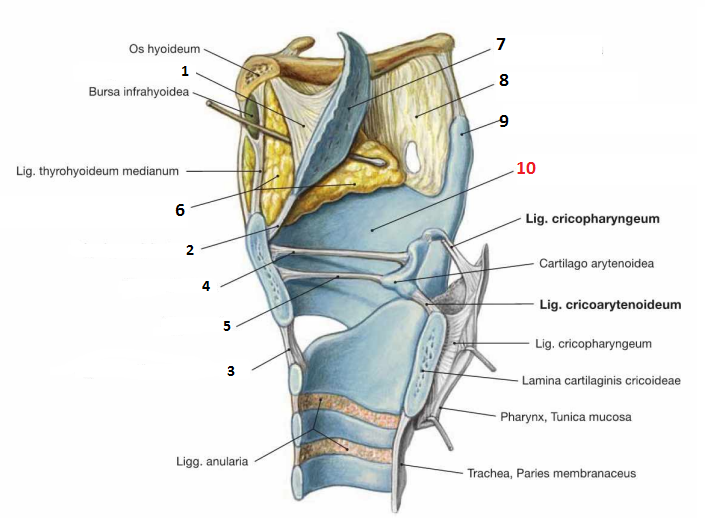 Os hyoideum
1
Bursa infrahyoidea
Lig. thyrohyoideum medianum
6
2
4
5
3
Ligg. anularia
7
8
9
10
Lig. cricopharyngeum
Cartilago arytenoidea
Lig. cricoarytenoideum
Lig. cricopharyngeum
Lamina cartilaginis cricoideae
Pharynx, Tunica mucosa
Trachea, Paries membranaceus